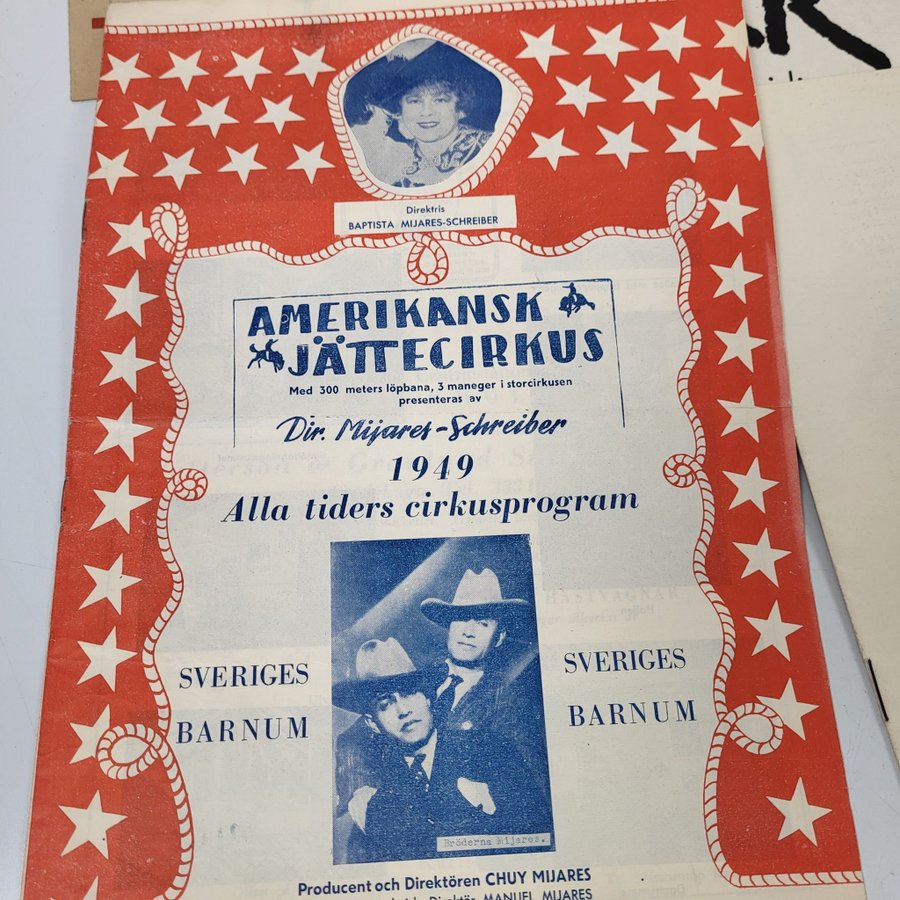 Direktris
BAPTISTA MIJARES-SCHREIBER
AMERIKANSK
JÄTTECIRKUS
Med 300 meters löpbana, 3 maneger i storcirkusen
presenteras av
Dir. Mijares-Schreiber
1949
Alla tiders cirkusprogram
SVERIGES
BARNUM
SVERIGES
BARNUM
Bröderna Mijares.
Producent och Direktören CHUY MIJARES
Direktör MANUEL MIJARES